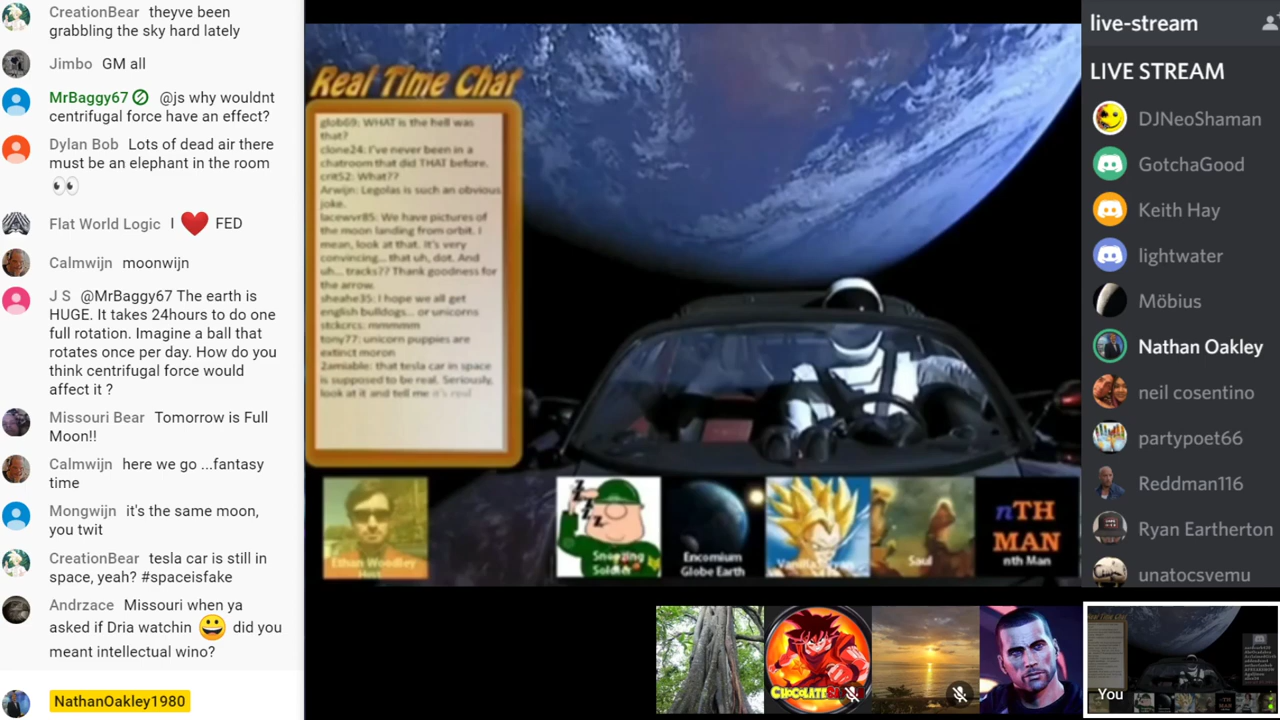 CreationBear theyve been
grabbling the sky hard lately
Jimbo GM all
MrBaggy67 @js why wouldnt
centrifugal force have an effect?
Dylan Bob Lots of dead air there
must be an elephant in the room
Flat World Logic I ❤️ FED
Calmwijn moonwijn
J S @MrBaggy67 The earth is
HUGE. It takes 24hours to do one
full rotation. Imagine a ball that
rotates once per day. How do you
think centrifugal force would
affect it ?
Missouri Bear Tomorrow is Full
Moon!!
Calmwijn here we go ...fantasy
time
Mongwijn it's the same moon,
you twit
CreationBear tesla car is still in
space, yeah? #spaceisfake
Andrzace Missouri when ya
asked if Dria watchin 😀 did you
meant intellectual wino?
NathanOakley1980
Real Time Chat
glob69: WHAT is the hell was
that?
clone24: I've never been in a
chatroom that did THAT before.
crit52: What??
Arwijn: Legolas is such an obvious
joke.
lacewvr85: We have pictures of
the moon landing from orbit. I
mean, look at that. It's very
convincing... that uh, dot. And
uh... tracks?? Thank goodness for
the arrow.
sheahe35: I hope we all get
english bulldogs... or unicorns
stckcrcs: mmmmm
tony77: unicorn puppies are
extinct moron
2amiable: that tesla car in space
is supposed to be real. Seriously,
look at it and tell me it's real
Ethan Woodley
Host
Snoozing
Soldier
Encomium
Globe Earth
Saul
nTH
MAN
nth Man
CHOCOLATE
You
live-stream
LIVE STREAM
DJNeoShaman
GotchaGood
Keith Hay
lightwater
Möbius
Nathan Oakley
neil cosentino
partypoet66
Reddman116
Ryan Eartherton
unatocsvemu